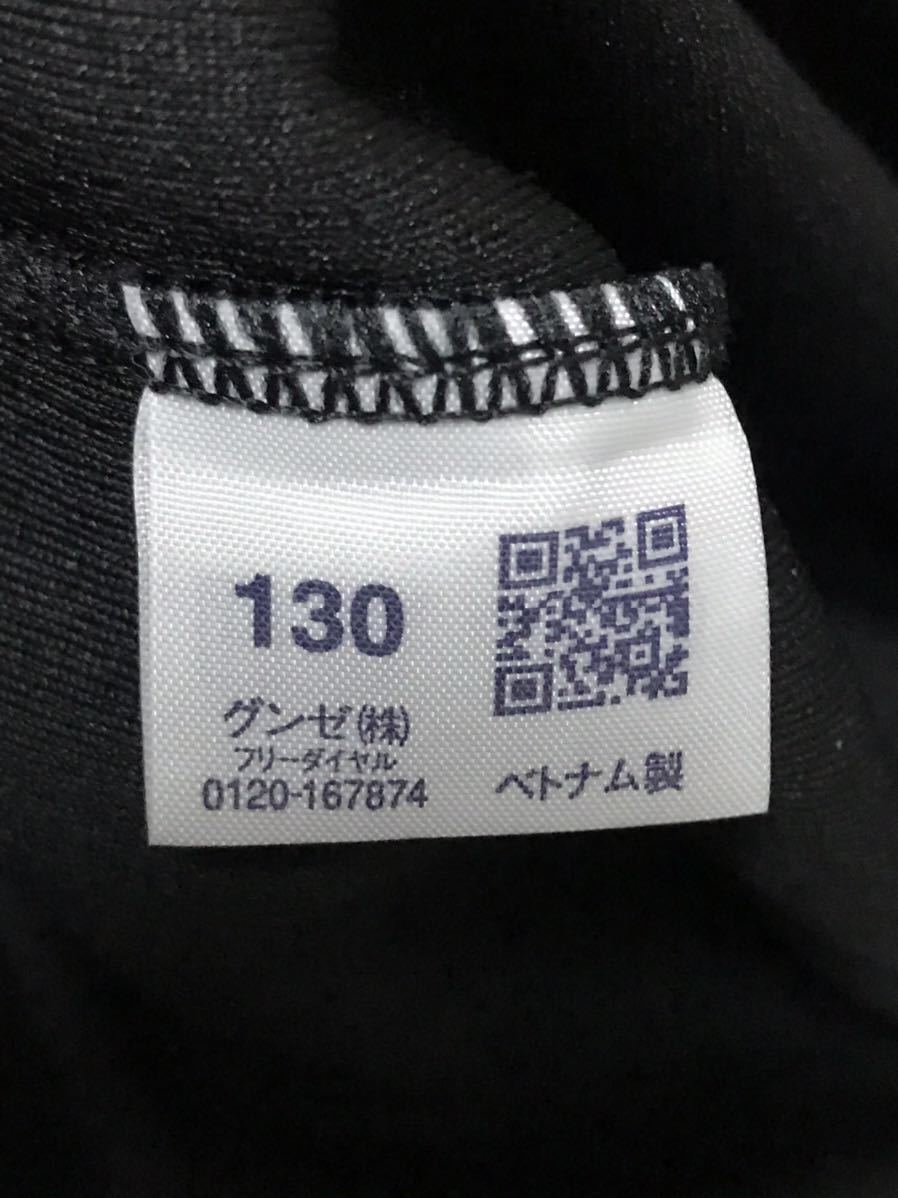 130
グンゼ(株)
フリーダイヤル
0120-167874
ベトナム製